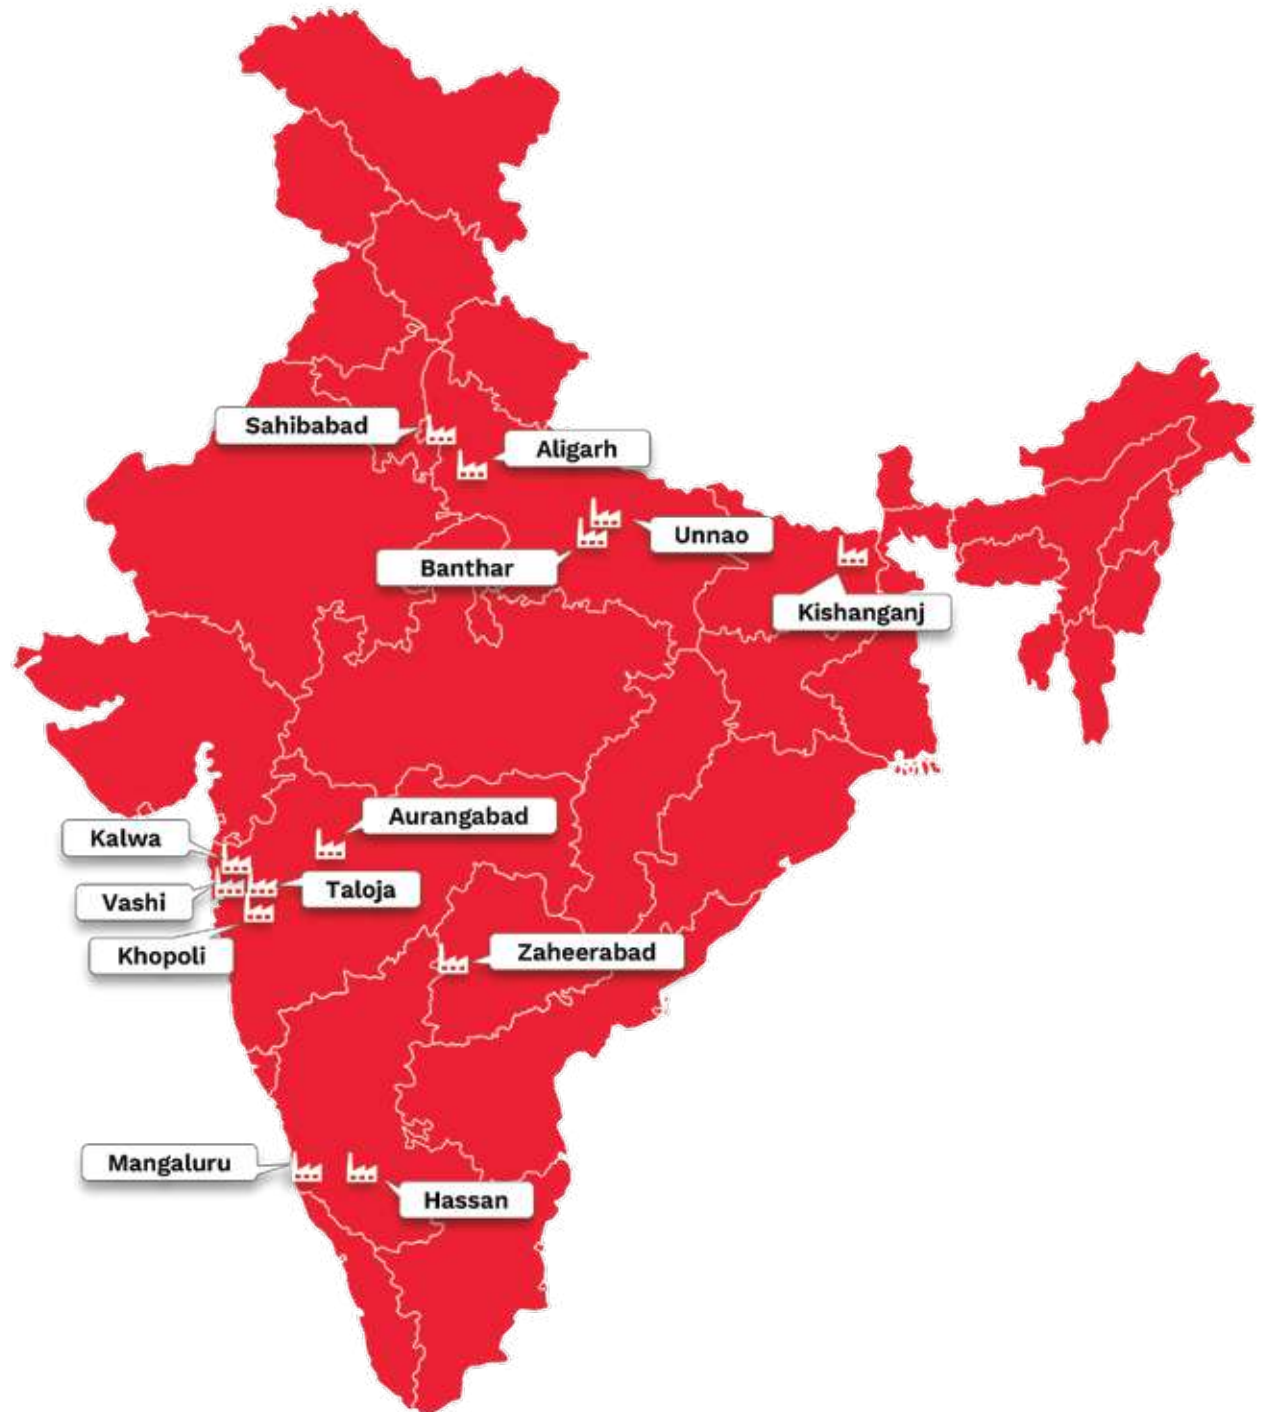 Sahibabad
Aligarh
Unnao
Banthar
Kishanganj
Aurangabad
Kalwa
Taloja
Vashi
Khopoli
Zaheerabad
Mangaluru
Hassan